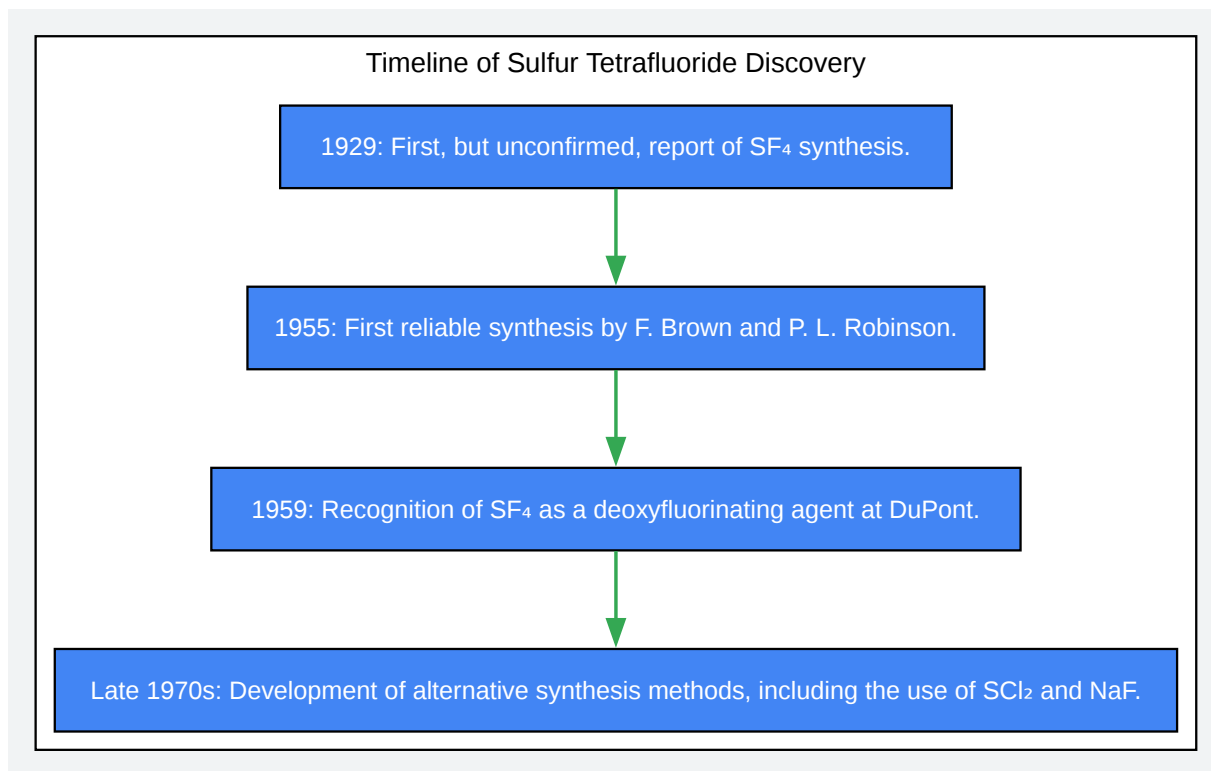 Timeline of Sulfur Tetrafluoride Discovery
1929: First, but unconfirmed, report of SF₄ synthesis.
1955: First reliable synthesis by F. Brown and P. L. Robinson.
1959: Recognition of SF₄ as a deoxyfluorinating agent at DuPont.
Late 1970s: Development of alternative synthesis methods, including the use of SCl₂ and NaF.